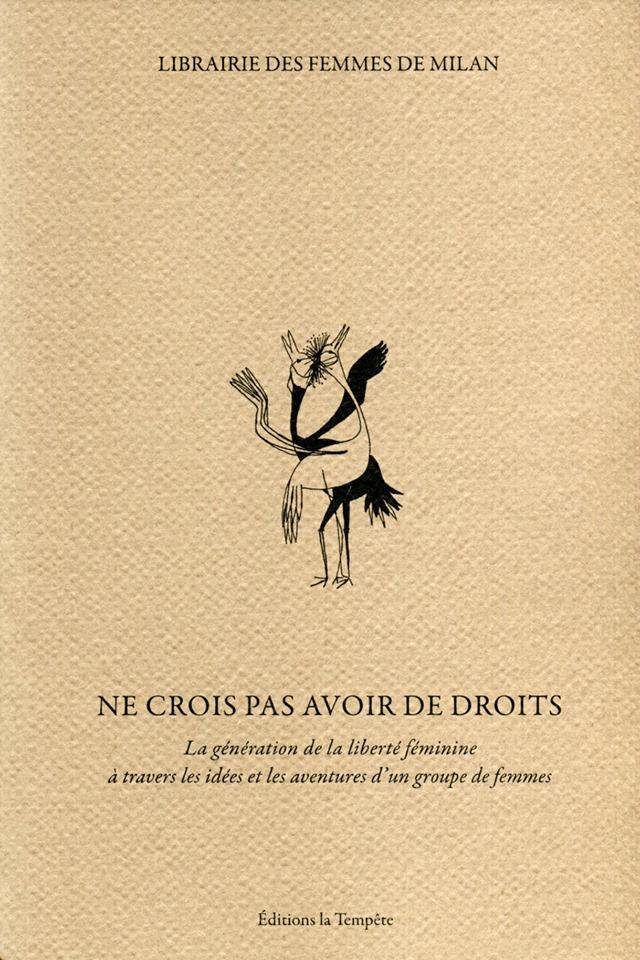 LIBRAIRIE DES FEMMES DE MILAN
NE CROIS PAS AVOIR DE DROITS
La génération de la liberté féminine
à travers les idées et les aventures d'un groupe de femmes
Éditions la Tempête